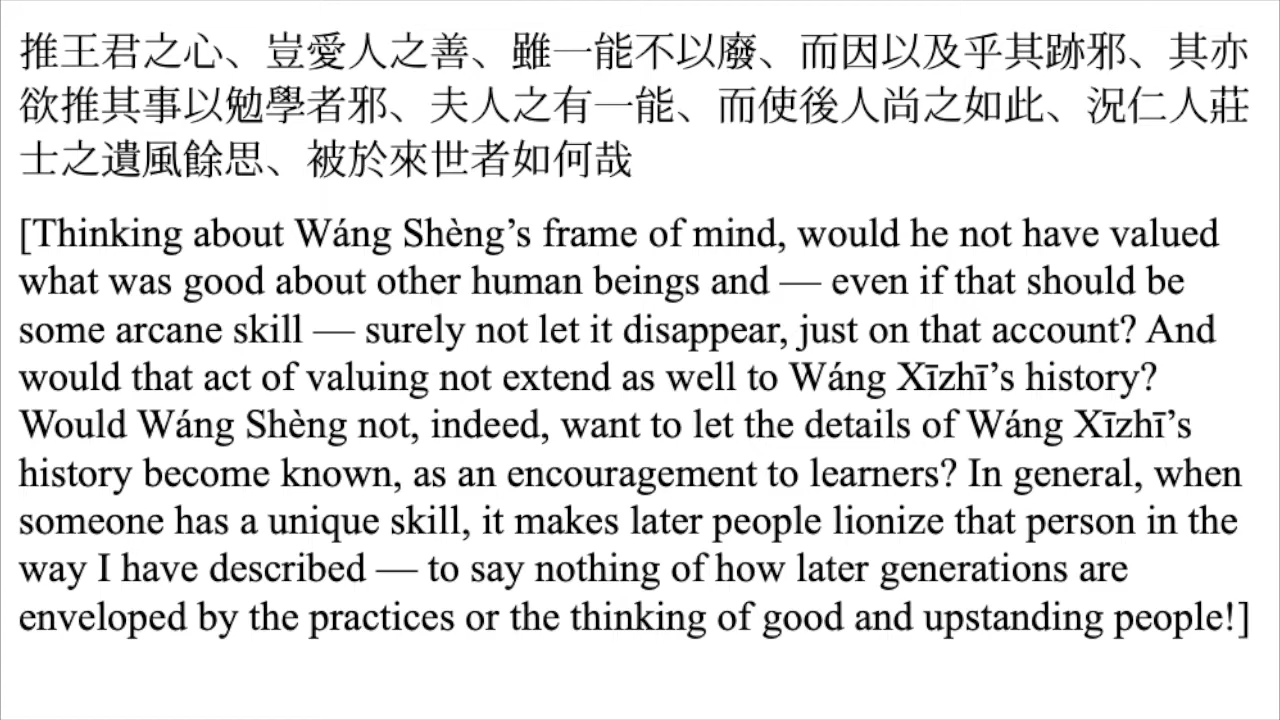 推王君之心、豈愛人之善、雖一能不以廢、而因以及乎其跡邪、其亦
欲推其事以勉學者邪、夫人之有一能、而使後人尚之如此、況仁人莊
士之遺風餘思、被於來世者如何哉
[Thinking about Wáng Shèng’s frame of mind, would he not have valued
what was good about other human beings and — even if that should be
some arcane skill — surely not let it disappear, just on that account? And
would that act of valuing not extend as well to Wáng Xīzhī’s history?
Would Wáng Shèng not, indeed, want to let the details of Wáng Xīzhī’s
history become known, as an encouragement to learners? In general, when
someone has a unique skill, it makes later people lionize that person in the
way I have described — to say nothing of how later generations are
enveloped by the practices or the thinking of good and upstanding people!]